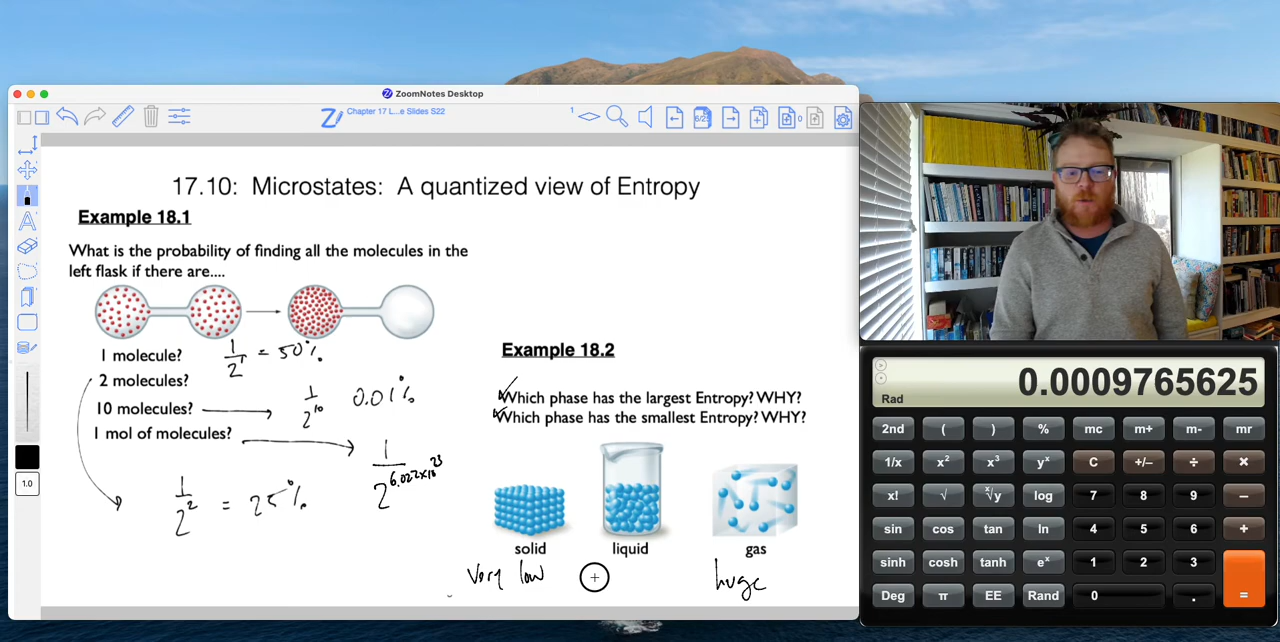 ZoomNotes Desktop
Chapter 17 L...e Slides S22
1
6/25
0
17.10: Microstates: A quantized view of Entropy
Example 18.1
What is the probability of finding all the molecules in the
left flask if there are....
1 molecule? 1/2^1 = 50%
2 molecules?
10 molecules? 1/2^10 0.01%
1 mol of molecules? 1/2^6.022×10^23
1/2^2 = 25%
1.0
Example 18.2
Which phase has the largest Entropy? WHY?
Which phase has the smallest Entropy? WHY?
solid liquid gas
very low huge
0.0009765625
Rad
2nd ( ) % mc m+ m- mr
1/x x² x³ yˣ C +/− ÷ ×
x! √ ˣ√y log 7 8 9 −
sin cos tan ln 4 5 6 +
sinh cosh tanh eˣ 1 2 3 =
Deg π EE Rand 0 .